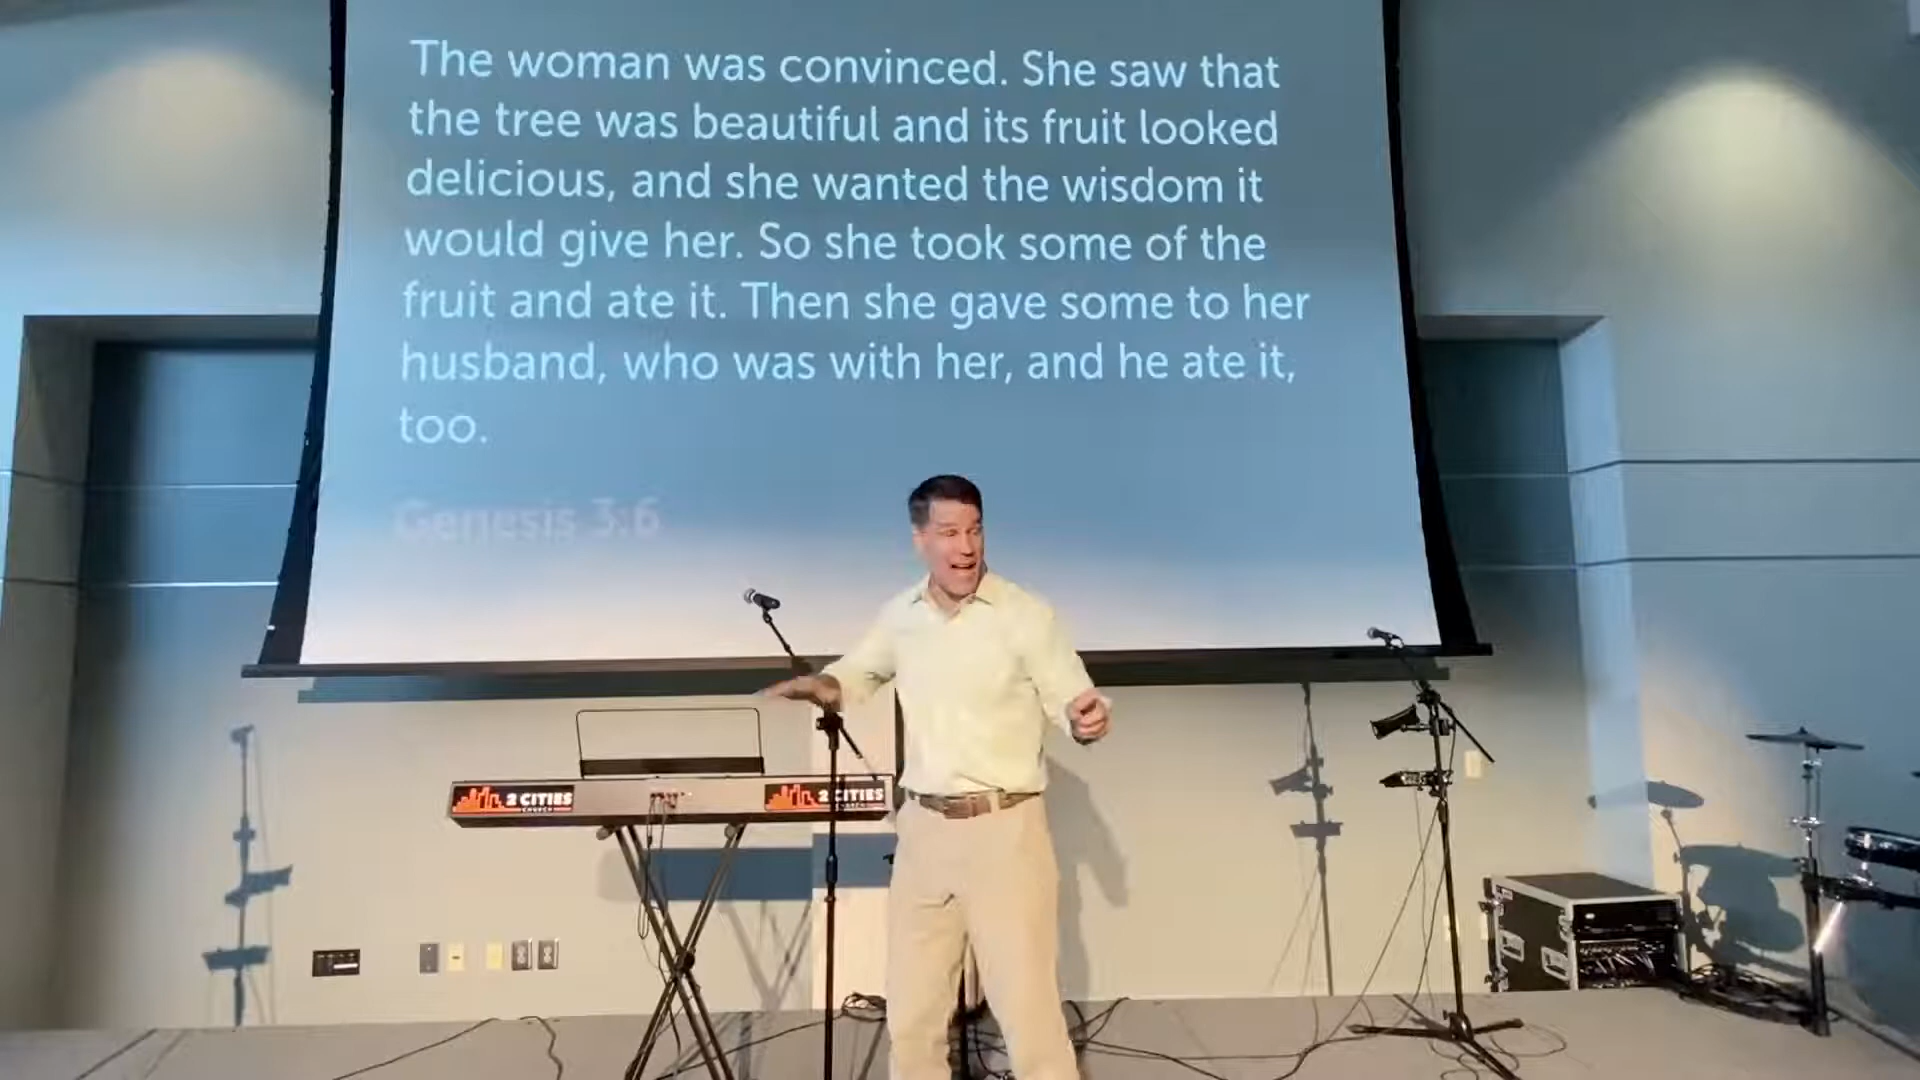 The woman was convinced. She saw that
the tree was beautiful and its fruit looked
delicious, and she wanted the wisdom it
would give her. So she took some of the
fruit and ate it. Then she gave some to her
husband, who was with her, and he ate it,
too.
Genesis 3:6
2 CITIES
CHURCH
2 CITIES